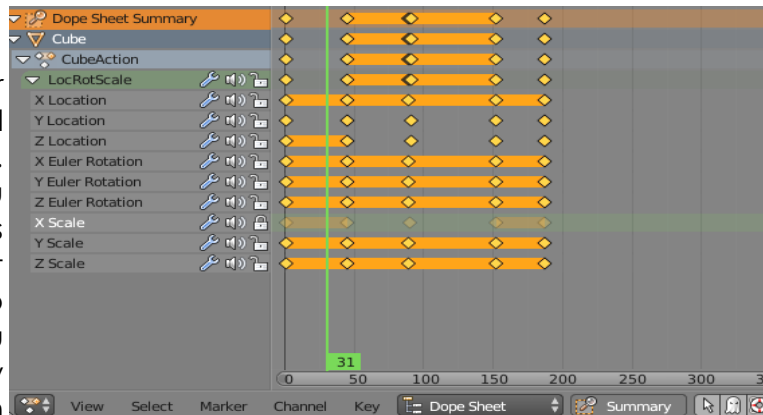 Dope Sheet Summary
Cube
CubeAction
LocRotScale
X Location
Y Location
Z Location
X Euler Rotation
Y Euler Rotation
Z Euler Rotation
X Scale
Y Scale
Z Scale
31
0 50 100 150 200 250 300
View Select Marker Channel Key Dope Sheet Summary